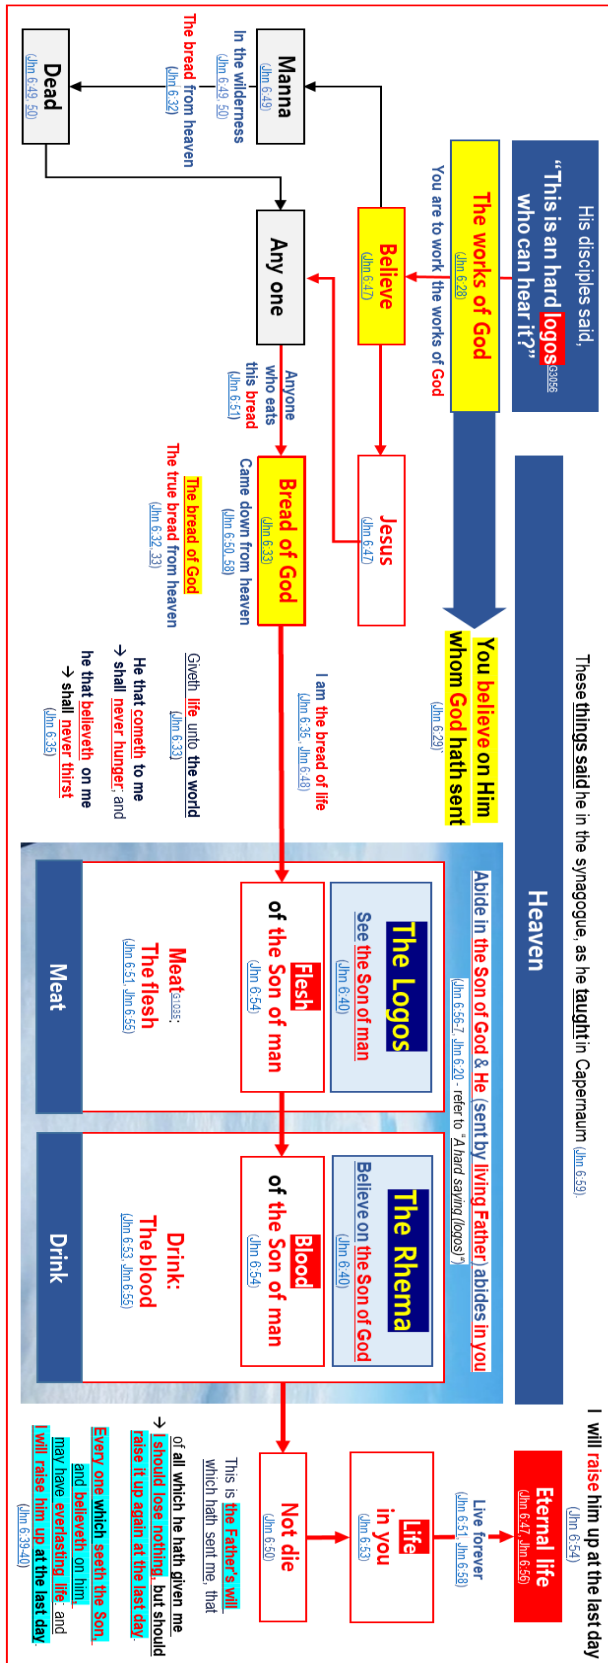 These things said he in the synagogue, as he taught in Capernaum (Jhn 6:59).
I will raise him up at the last day
(Jhn 6:54)
His disciples said,
“This is an hard logosG3056
who can hear it?”
Heaven
Eternal life
(Jhn 6:47, Jhn 6:56)
The works of God
(Jhn 6:28)
You are to work the works of God
You believe on Him
whom God hath sent
(Jhn 6:29)
Abide in the Son of God & He (sent by living Father) abides in you
(Jhn 6:56-7, Jhn 6:20 - refer to “A hard saying (logos)”)
Live forever
(Jhn 6:51, Jhn 6:58)
Believe
(Jhn 6:47)
Jesus
(Jhn 6:47)
The Logos
(Jhn 6:40)
See the Son of man
The Rhema
(Jhn 6:40)
Believe on the Son of God
Life
in you
(Jhn 6:53)
Manna
(Jhn 6:49)
In the wilderness
(Jhn 6:49, 50)
The bread from heaven
(Jhn 6:32)
Dead
(Jhn 6:49, 50)
Any one
Anyone
who eats
this bread
(Jhn 6:51)
Bread of God
(Jhn 6:33)
Came down from heaven
(Jhn 6:50, 58)
The bread of God
The true bread from heaven
(Jhn 6:32, 33)
I am the bread of life
(Jhn 6:35, Jhn 6:48)
Giveth life unto the world
(Jhn 6:33)
He that cometh to me
→ shall never hunger; and
he that believeth on me
→ shall never thirst
(Jhn 6:35)
Flesh
of the Son of man
(Jhn 6:54)
Meat G1035:
The flesh
(Jhn 6:51, Jhn 6:55)
Meat
Blood
of the Son of man
(Jhn 6:54)
Drink:
The blood
(Jhn 6:53, Jhn 6:55)
Drink
Not die
(Jhn 6:50)
This is the Father's will
which hath sent me, that
of all which he hath given me
→ I should lose nothing, but should
raise it up again at the last day.
Every one which seeth the Son,
and believeth on him,
may have everlasting life: and
I will raise him up at the last day.
(Jhn 6:39-40)